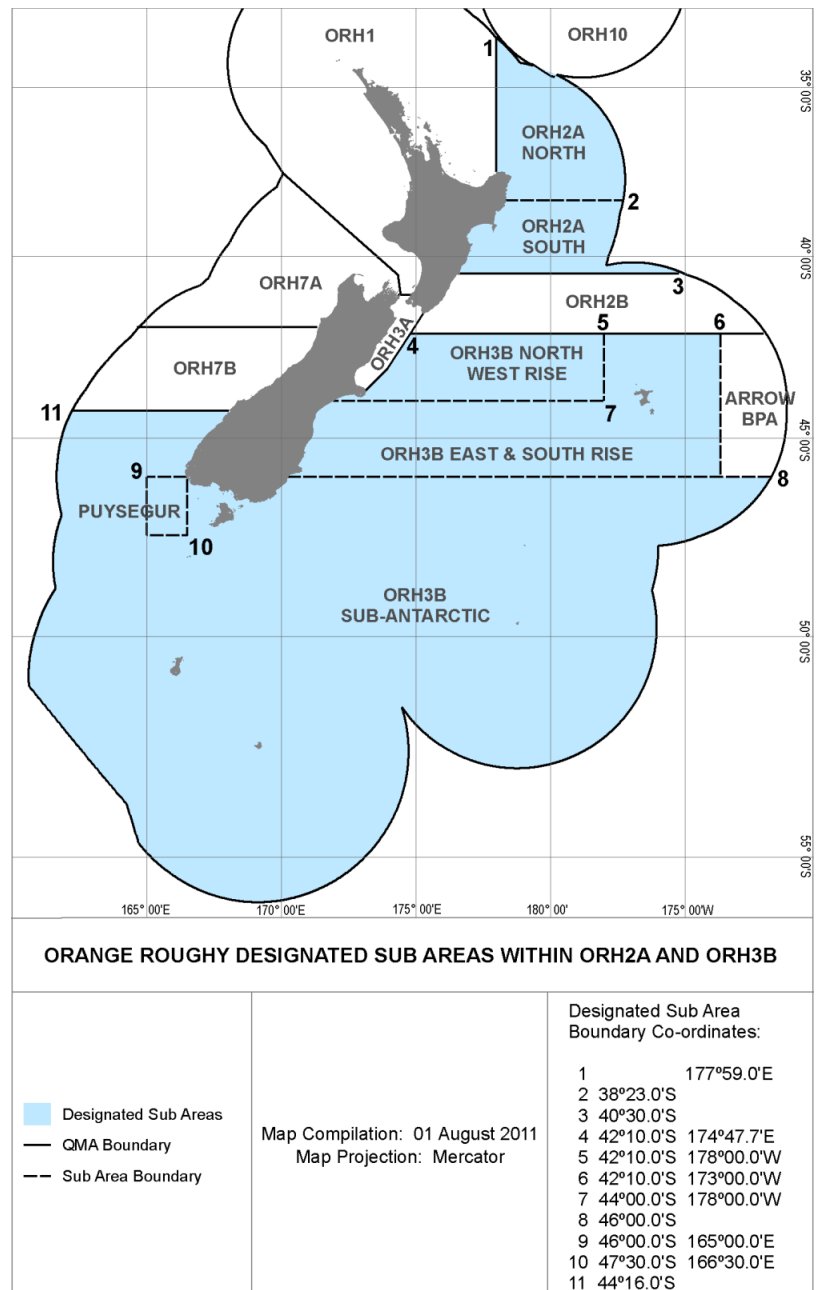 ORH1
ORH10
1
35° 00'S
ORH2A
NORTH
2
ORH2A
SOUTH
40° 00'S
3
ORH7A
ORH2B
ORH3A
4
5
6
ORH3B NORTH
WEST RISE
ORH7B
7
ARROW
BPA
11
45° 00'S
ORH3B EAST & SOUTH RISE
8
9
PUYSEGUR
10
ORH3B
SUB-ANTARCTIC
50° 00'S
55° 00'S
165° 00'E
170° 00'E
175° 00'E
180° 00'E
175° 00'W
ORANGE ROUGHY DESIGNATED SUB AREAS WITHIN ORH2A AND ORH3B
Designated Sub Areas
QMA Boundary
Sub Area Boundary
Map Compilation: 01 August 2011
Map Projection: Mercator
Designated Sub Area
Boundary Co-ordinates:
1 177º59.0'E
2 38º23.0'S
3 40º30.0'S
4 42º10.0'S 174º47.7'E
5 42º10.0'S 178º00.0'W
6 42º10.0'S 173º00.0'W
7 44º00.0'S 178º00.0'W
8 46º00.0'S
9 46º00.0'S 165º00.0'E
10 47º30.0'S 166º30.0'E
11 44º16.0'S